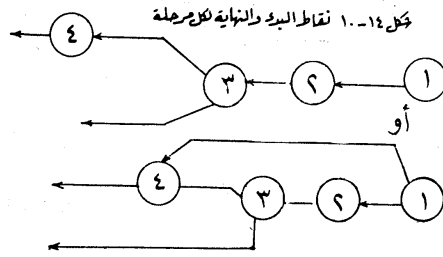 شكل ١٤-١٠ نقاط البدء والنهاية لكل مرحلة
١ ٢ ٣ ٤
أو
١ ٢ ٣ ٤